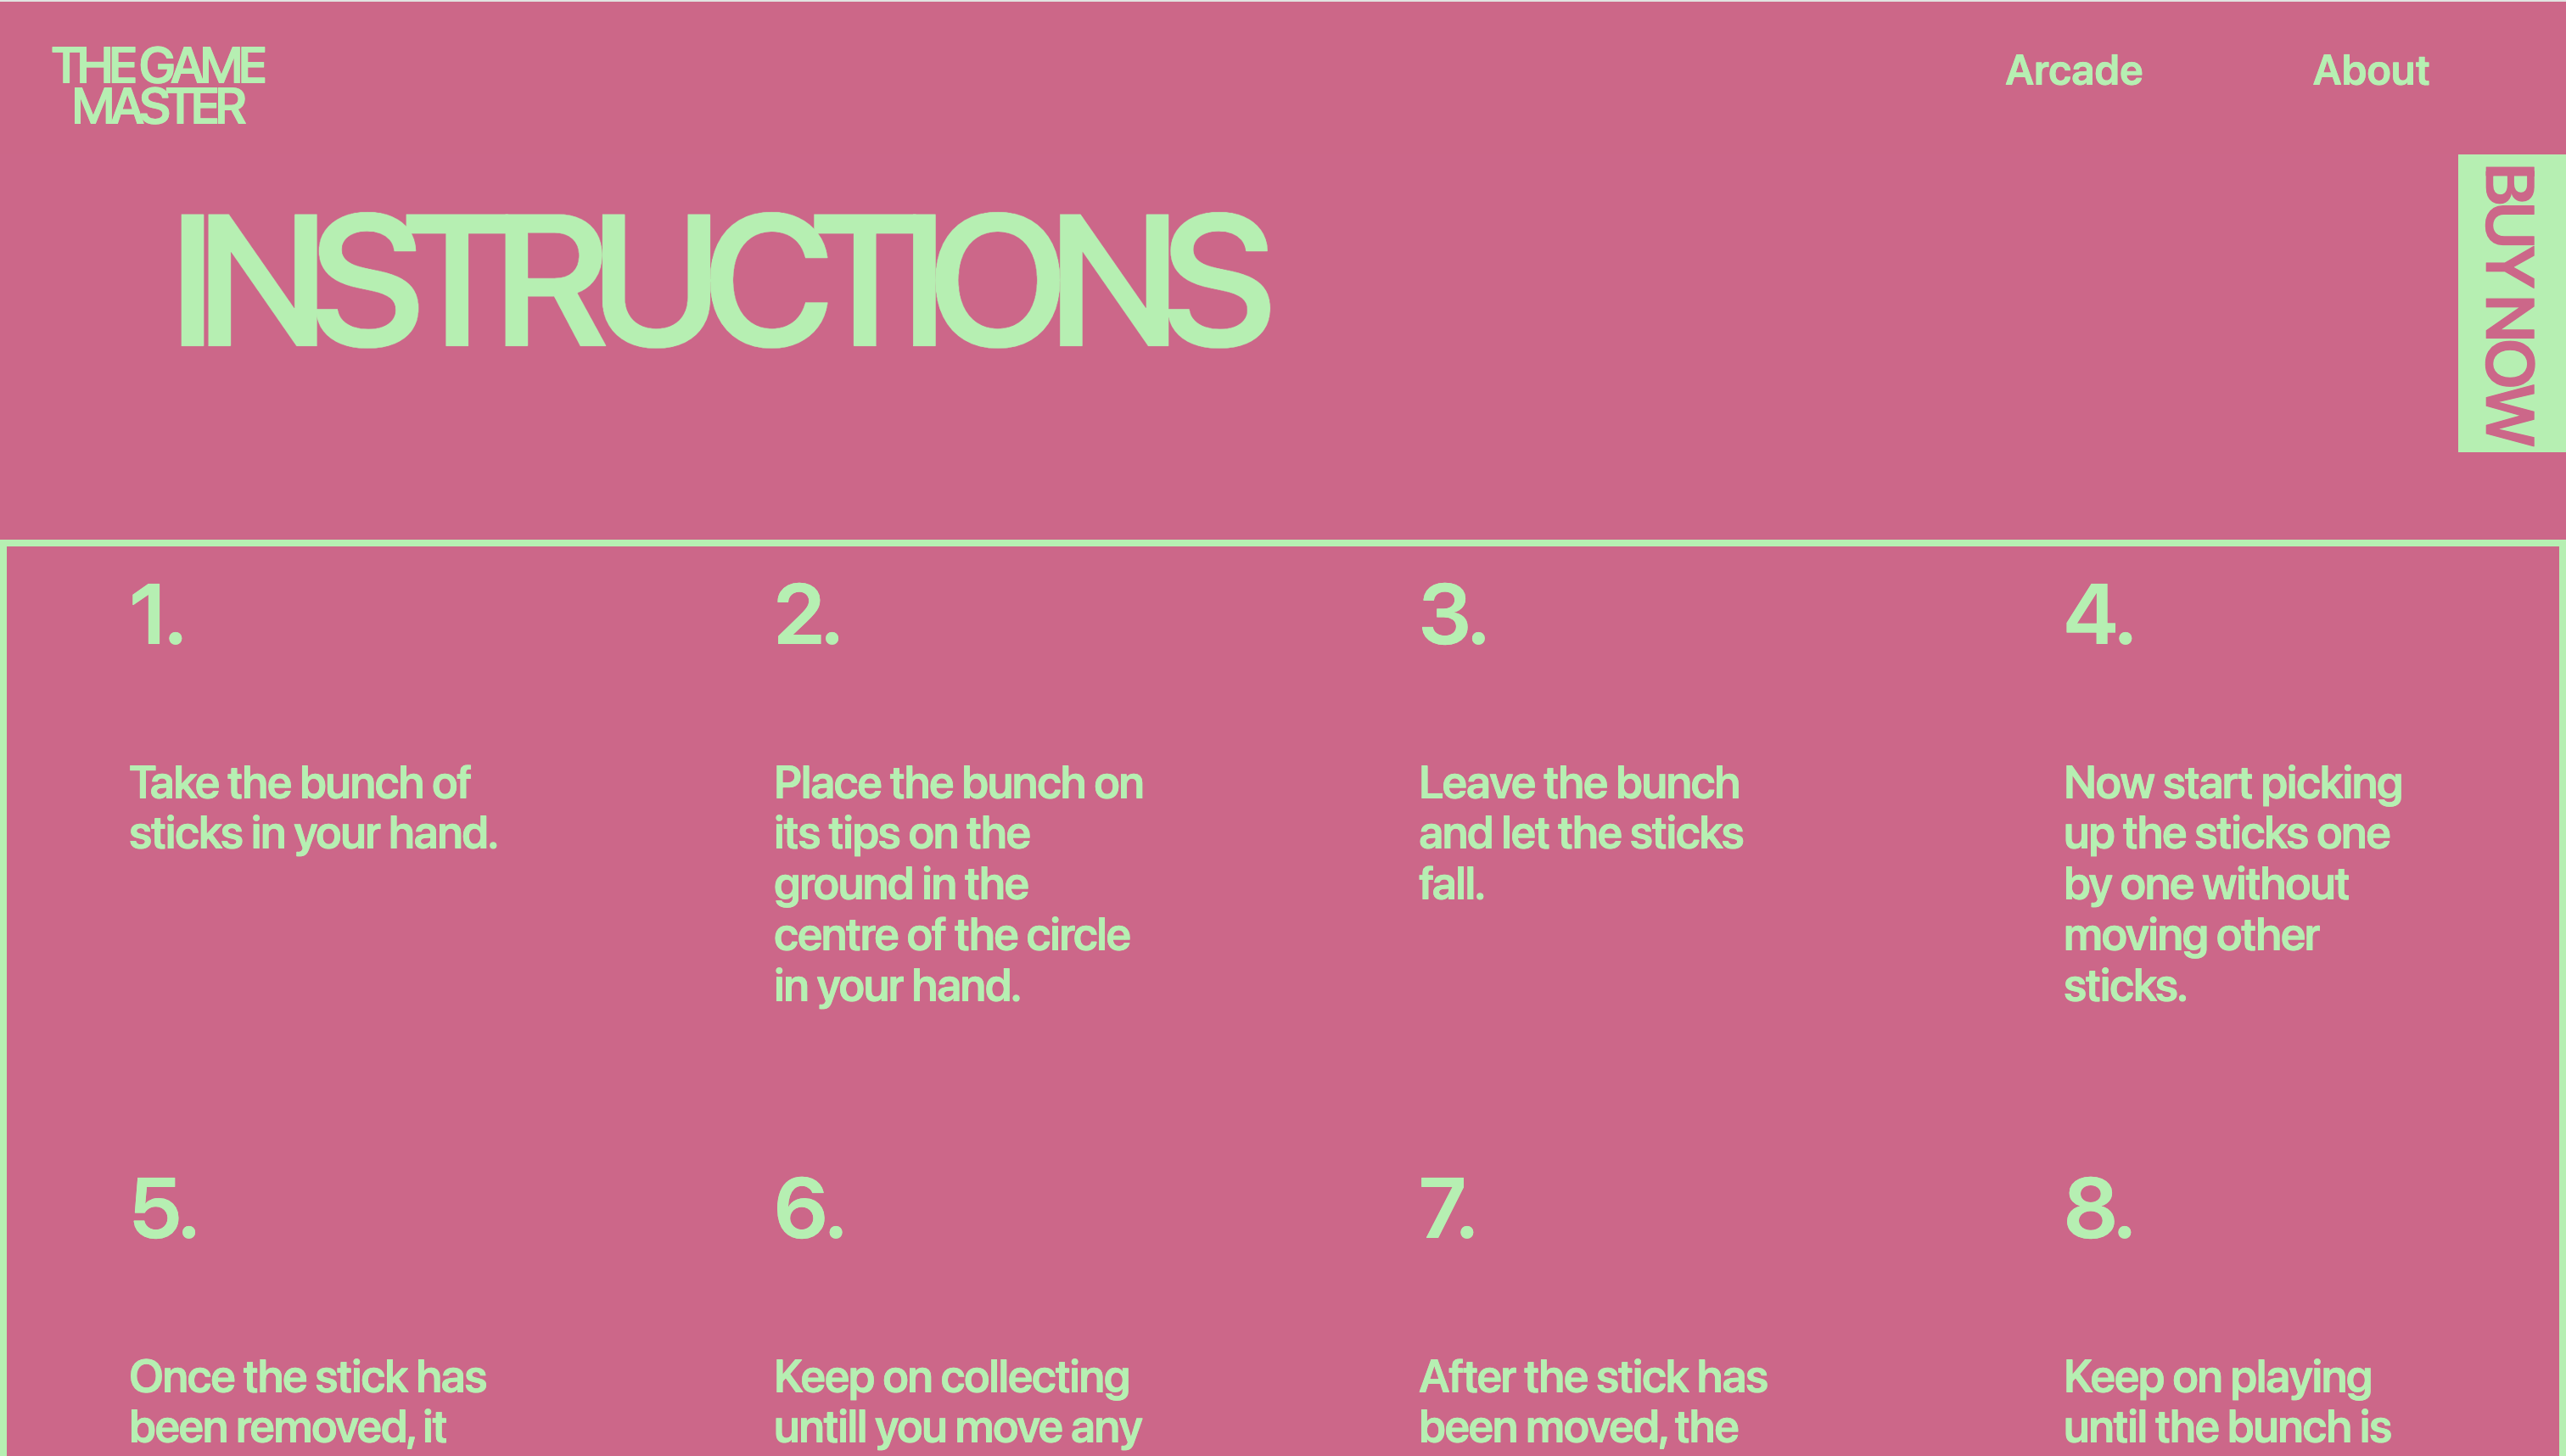 THE GAME
MASTER
Arcade
About
BUY NOW
INSTRUCTIONS
1.
Take the bunch of
sticks in your hand.
2.
Place the bunch on
its tips on the
ground in the
centre of the circle
in your hand.
3.
Leave the bunch
and let the sticks
fall.
4.
Now start picking
up the sticks one
by one without
moving other
sticks.
5.
Once the stick has
been removed, it
6.
Keep on collecting
untill you move any
7.
After the stick has
been moved, the
8.
Keep on playing
until the bunch is